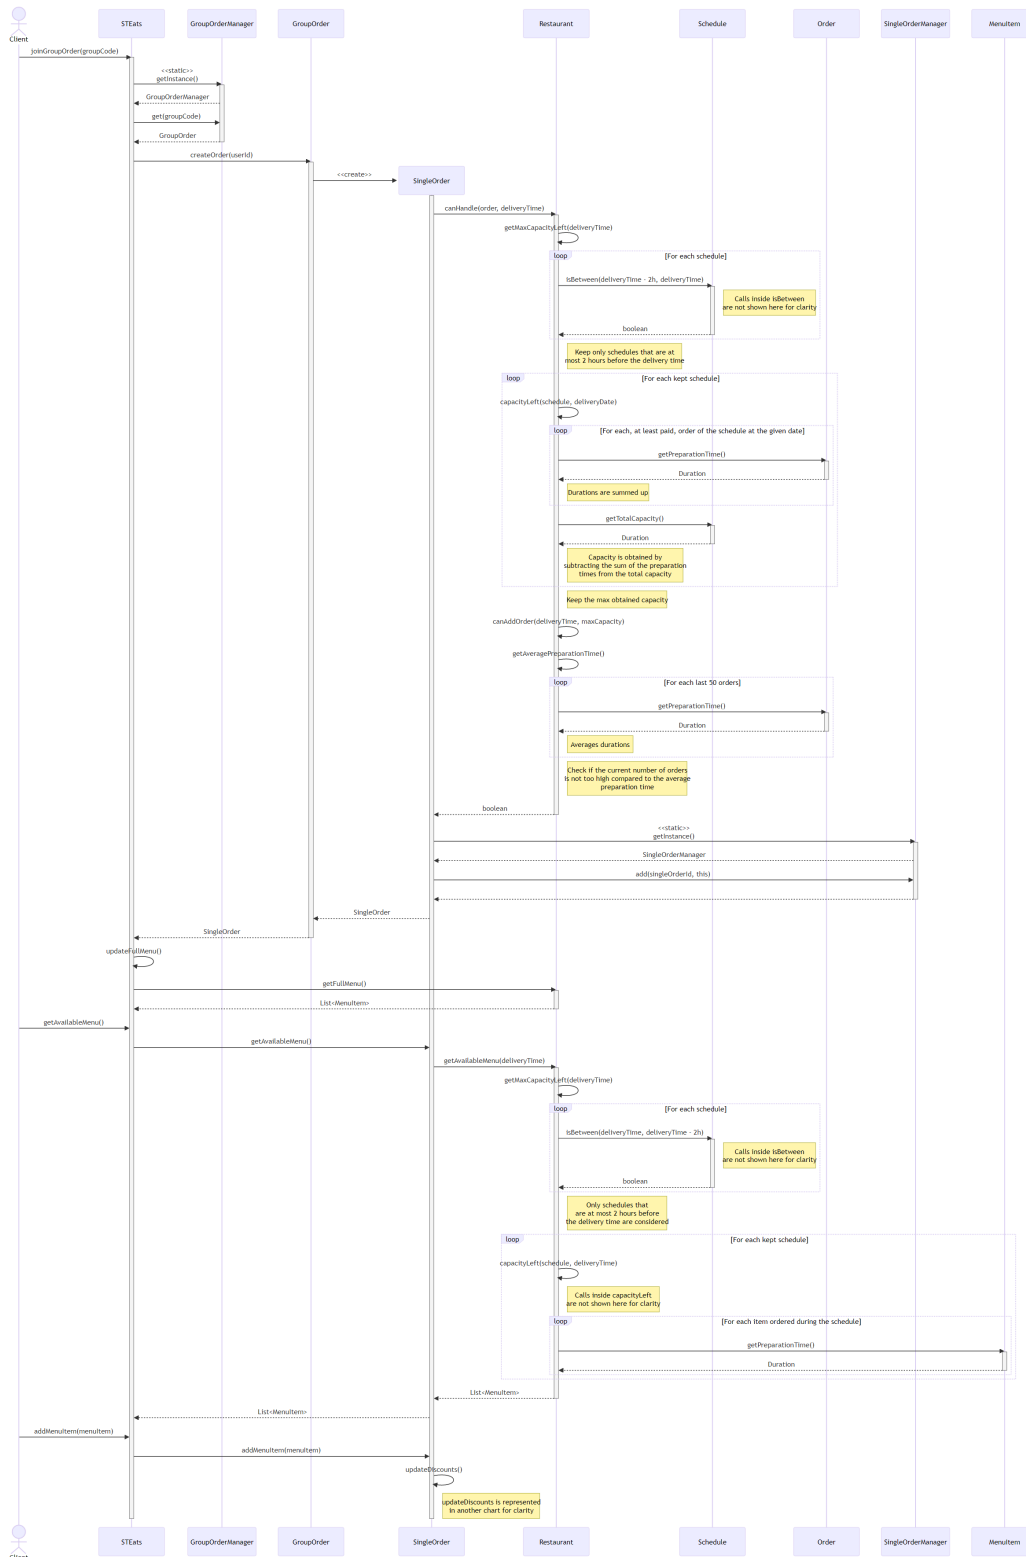 Client
STEats
GroupOrderManager
GroupOrder
Restaurant
Schedule
Order
SingleOrderManager
MenuItem
joinGroupOrder(groupCode)
<<static>>
getInstance()
GroupOrderManager
get(groupCode)
GroupOrder
createOrder(userId)
<<create>>
SingleOrder
canHandle(order, deliveryTime)
getMaxCapacityLeft(deliveryTime)
loop
[For each schedule]
isBetween(deliveryTime - 2h, deliveryTime)
Calls inside isBetween
are not shown here for clarity
boolean
Keep only schedules that are at
most 2 hours before the delivery time
loop
[For each kept schedule]
capacityLeft(schedule, deliveryDate)
loop
[For each, at least paid, order of the schedule at the given date]
getPreparationTime()
Duration
Durations are summed up
getTotalCapacity()
Duration
Capacity is obtained by
subtracting the sum of the preparation
times from the total capacity
Keep the max obtained capacity
canAddOrder(deliveryTime, maxCapacity)
getAveragePreparationTime()
loop
[For each last 50 orders]
getPreparationTime()
Duration
Averages durations
Check if the current number of orders
is not too high compared to the average
preparation time
boolean
<<static>>
getInstance()
SingleOrderManager
add(singleOrderId, this)
SingleOrder
SingleOrder
updateFullMenu()
getFullMenu()
List<MenuItem>
getAvailableMenu()
getAvailableMenu()
getAvailableMenu(deliveryTime)
getMaxCapacityLeft(deliveryTime)
loop
[For each schedule]
isBetween(deliveryTime, deliveryTime - 2h)
Calls inside isBetween
are not shown here for clarity
boolean
Only schedules that
are at most 2 hours before
the delivery time are considered
loop
[For each kept schedule]
capacityLeft(schedule, deliveryTime)
Calls inside capacityLeft
are not shown here for clarity
loop
[For each item ordered during the schedule]
getPreparationTime()
Duration
List<MenuItem>
List<MenuItem>
addMenuItem(menuItem)
addMenuItem(menuItem)
updateDiscounts()
updateDiscounts is represented
in another chart for clarity
STEats
GroupOrderManager
GroupOrder
SingleOrder
Restaurant
Schedule
Order
SingleOrderManager
MenuItem
Client